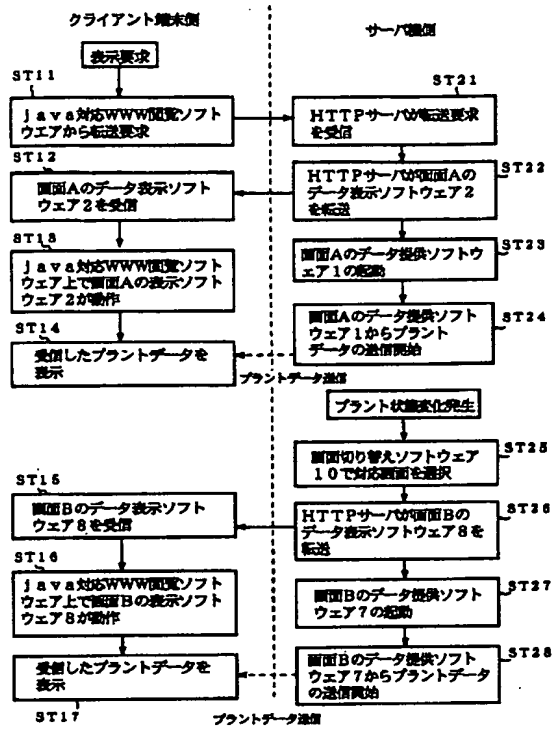 クライアント端末側
サーバ機側
表示要求
ST11
java対応WWW閲覧ソフト
ウエアから転送要求
ST21
HTTPサーバが転送要求
を受信
ST12
画面Aのデータ表示ソフト
ウェア2を受信
ST22
HTTPサーバが画面Aの
データ表示ソフトウェア2
を転送
ST13
java対応WWW閲覧ソフト
ウェア上で画面Aの表示ソフト
ウェア2が動作
ST23
画面Aのデータ提供ソフトウ
ェア1の起動
ST14
受信したプラントデータを
表示
ST24
画面Aのデータ提供ソフト
ウェア1からプラント
データの送信開始
プラントデータ送信
プラント状態変化発生
ST25
画面切り替えソフトウェア
10で対応画面を選択
ST15
画面Bのデータ表示ソフト
ウェア8を受信
ST26
HTTPサーバが画面Bの
データ表示ソフトウェア8を
転送
ST16
java対応WWW閲覧ソフト
ウェア上で画面Bの表示ソフト
ウェア8が動作
ST27
画面Bのデータ提供ソフト
ウェア7の起動
受信したプラントデータを
表示
ST17
ST28
画面Bのデータ提供ソフト
ウェア7からプラントデータ
の送信開始
プラントデータ送信